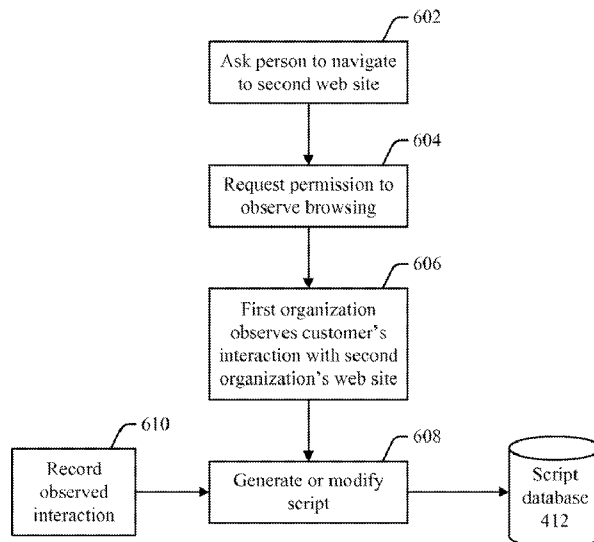 602
Ask person to navigate
to second web site
604
Request permission to
observe browsing
606
First organization
observes customer's
interaction with second
organization's web site
610
Record
observed
interaction
608
Generate or modify
script
Script
database
412